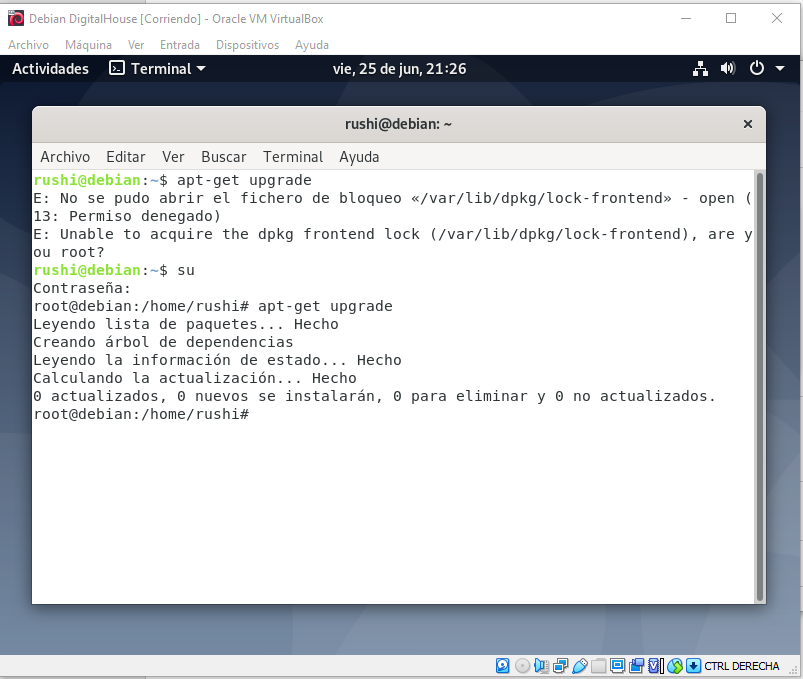 Debian DigitalHouse [Corriendo] - Oracle VM VirtualBox
Archivo Máquina Ver Entrada Dispositivos Ayuda
Actividades Terminal vie, 25 de jun, 21:26
rushi@debian: ~
Archivo Editar Ver Buscar Terminal Ayuda
rushi@debian:~$ apt-get upgrade
E: No se pudo abrir el fichero de bloqueo «/var/lib/dpkg/lock-frontend» - open (
13: Permiso denegado)
E: Unable to acquire the dpkg frontend lock (/var/lib/dpkg/lock-frontend), are y
ou root?
rushi@debian:~$ su
Contraseña:
root@debian:/home/rushi# apt-get upgrade
Leyendo lista de paquetes... Hecho
Creando árbol de dependencias
Leyendo la información de estado... Hecho
Calculando la actualización... Hecho
0 actualizados, 0 nuevos se instalarán, 0 para eliminar y 0 no actualizados.
root@debian:/home/rushi#
CTRL DERECHA